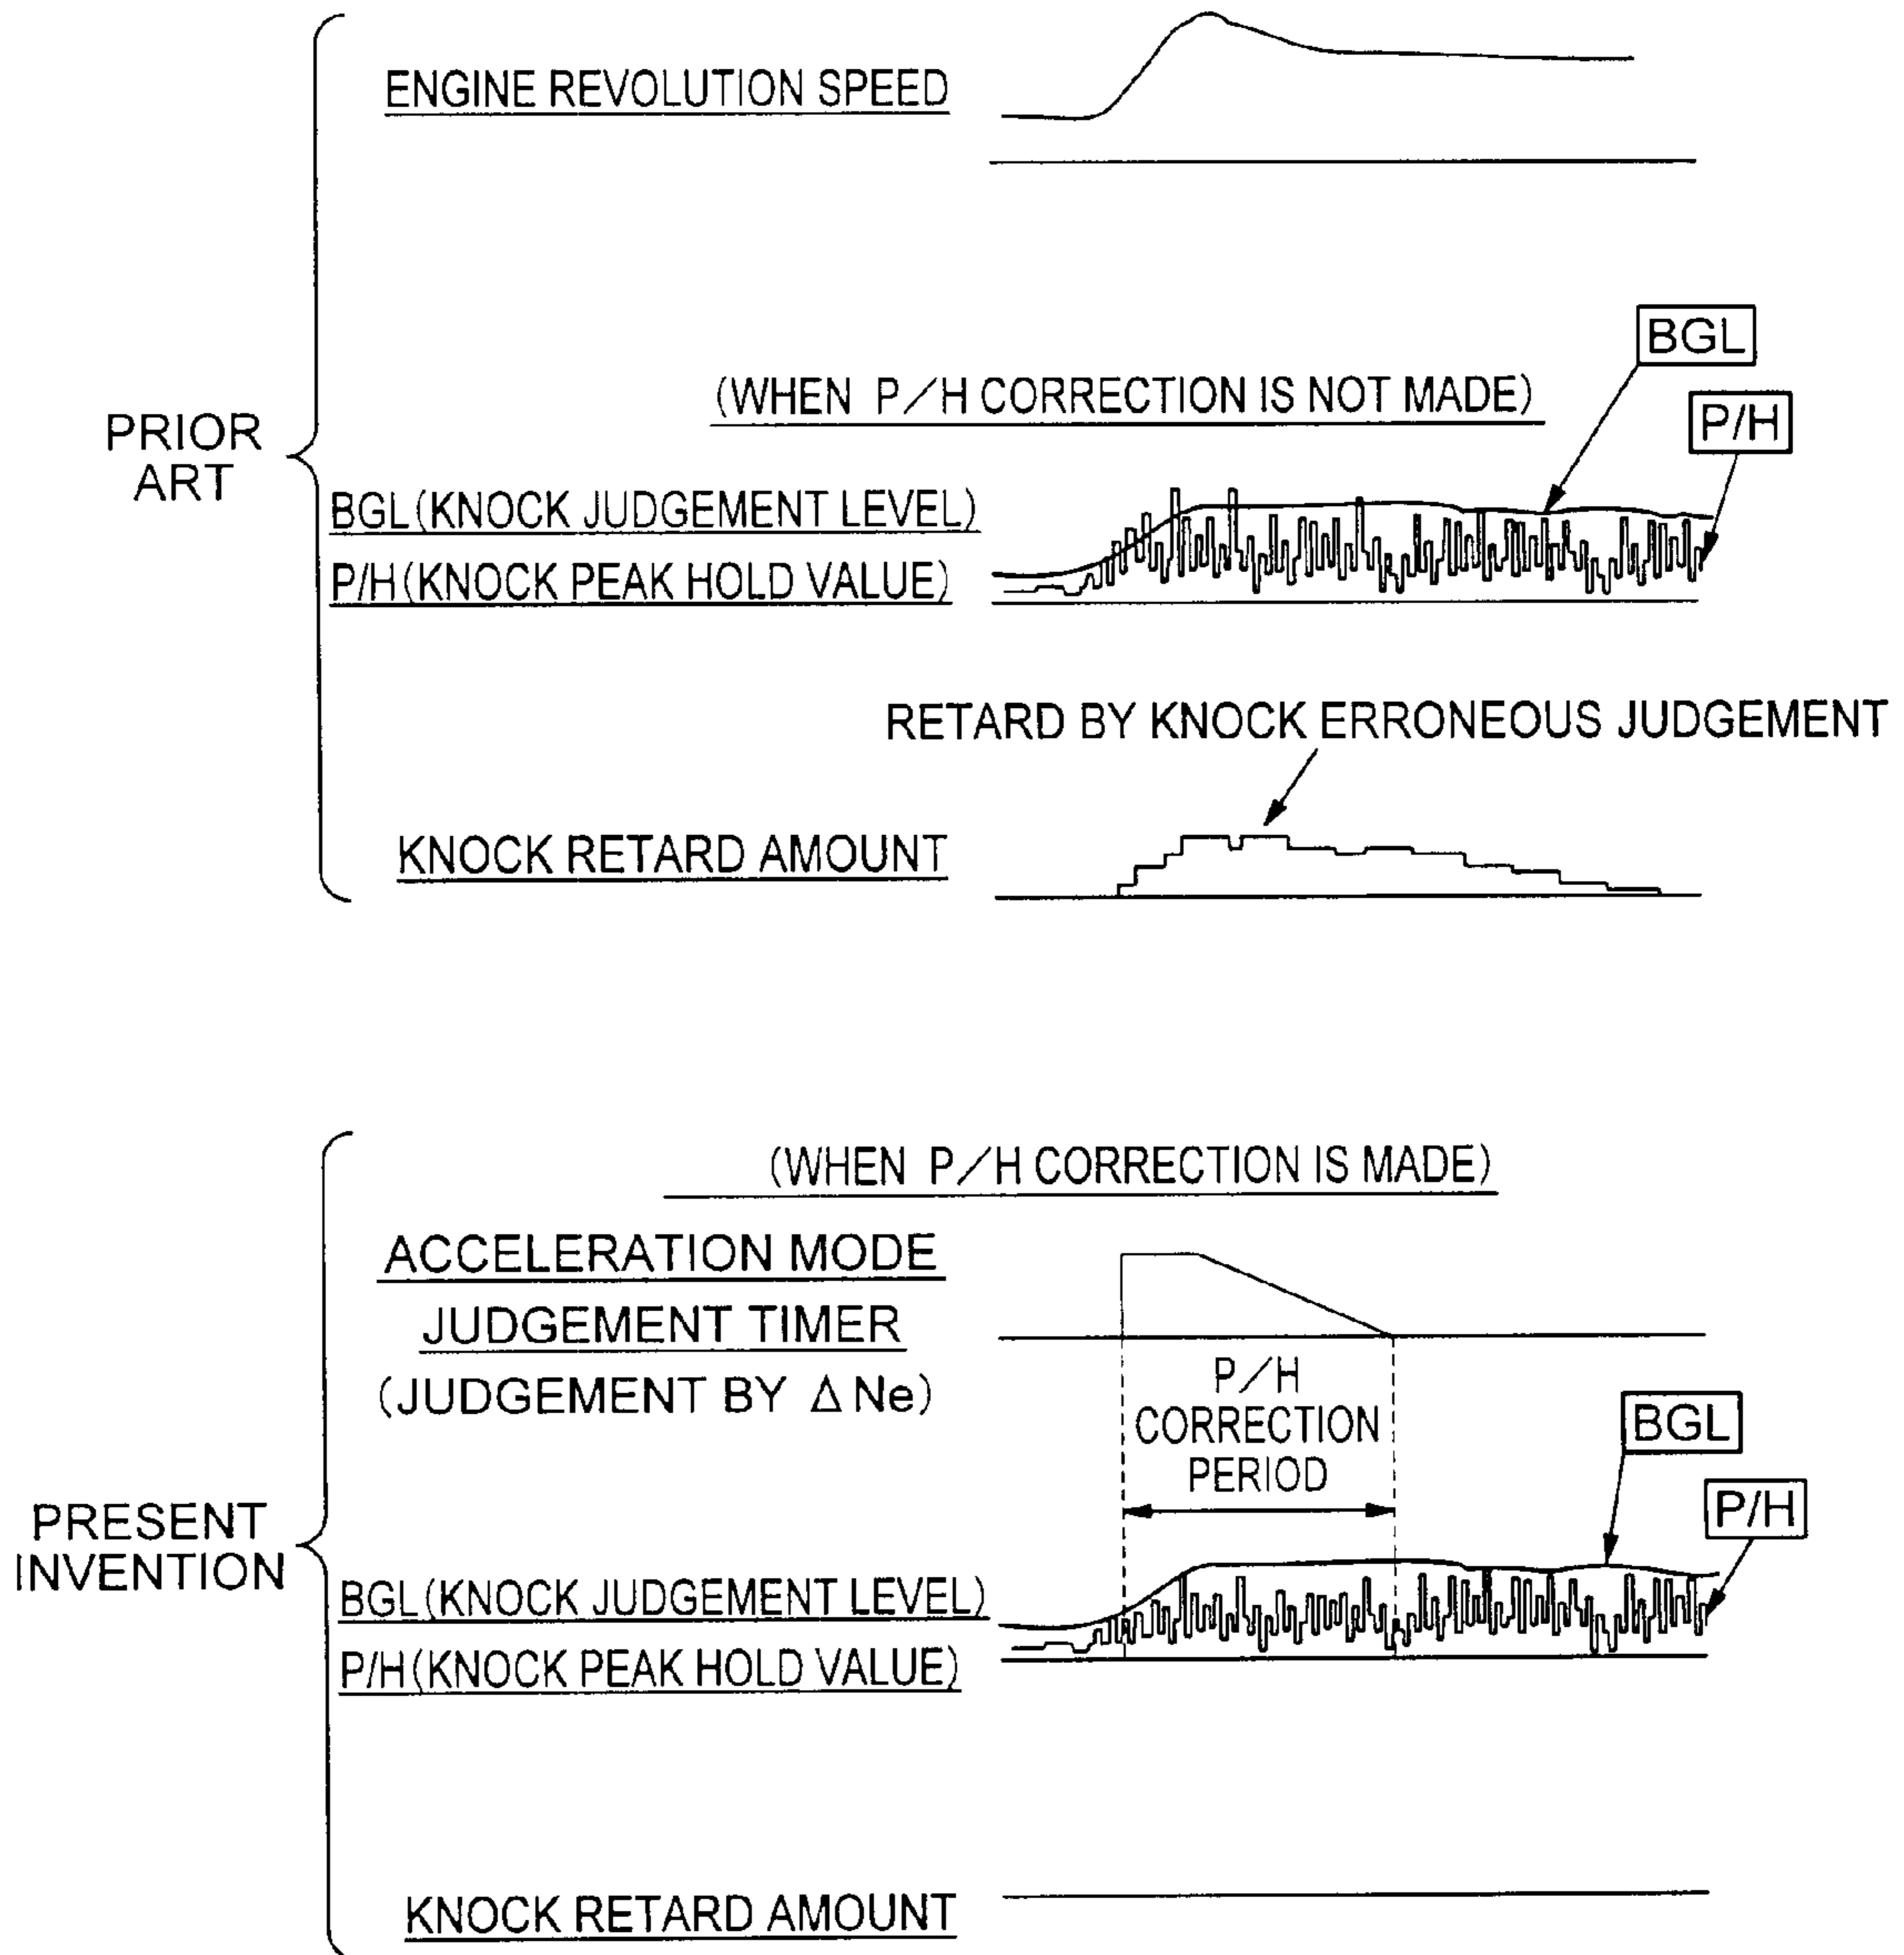 ENGINE REVOLUTION SPEED
BGL
(WHEN P/H CORRECTION IS NOT MADE)
P/H
PRIOR
ART
BGL(KNOCK JUDGEMENT LEVEL)
P/H(KNOCK PEAK HOLD VALUE)
RETARD BY KNOCK ERRONEOUS JUDGEMENT
KNOCK RETARD AMOUNT
(WHEN P/H CORRECTION IS MADE)
ACCELERATION MODE
JUDGEMENT TIMER
(JUDGEMENT BY ΔNe)
P/H
CORRECTION
PERIOD
BGL
P/H
PRESENT
INVENTION
BGL(KNOCK JUDGEMENT LEVEL)
P/H(KNOCK PEAK HOLD VALUE)
KNOCK RETARD AMOUNT